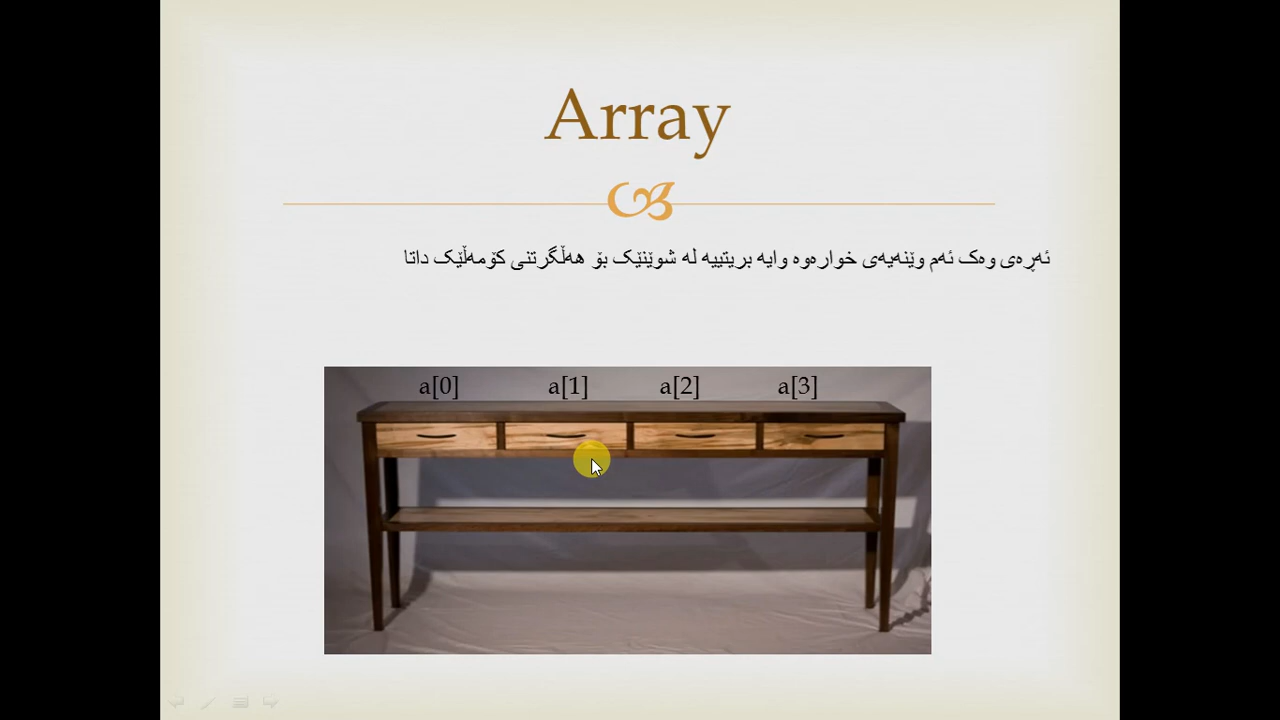 Array
ئەڕەی وەک ئەم وێنەیەی خوارەوە وایە بریتییە لە شوێنێک بۆ هەڵگرتنی کۆمەڵێک داتا
a[0] a[1] a[2] a[3]